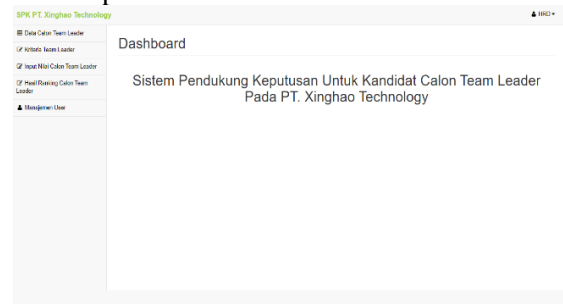 SPK PT. Xinghao Technology
HRD
Data Calon Team Leader
Kriteria Team Leader
Input Nilai Calon Team Leader
Hasil Ranking Calon Team
Leader
Manajemen User
Dashboard
Sistem Pendukung Keputusan Untuk Kandidat Calon Team Leader
Pada PT. Xinghao Technology